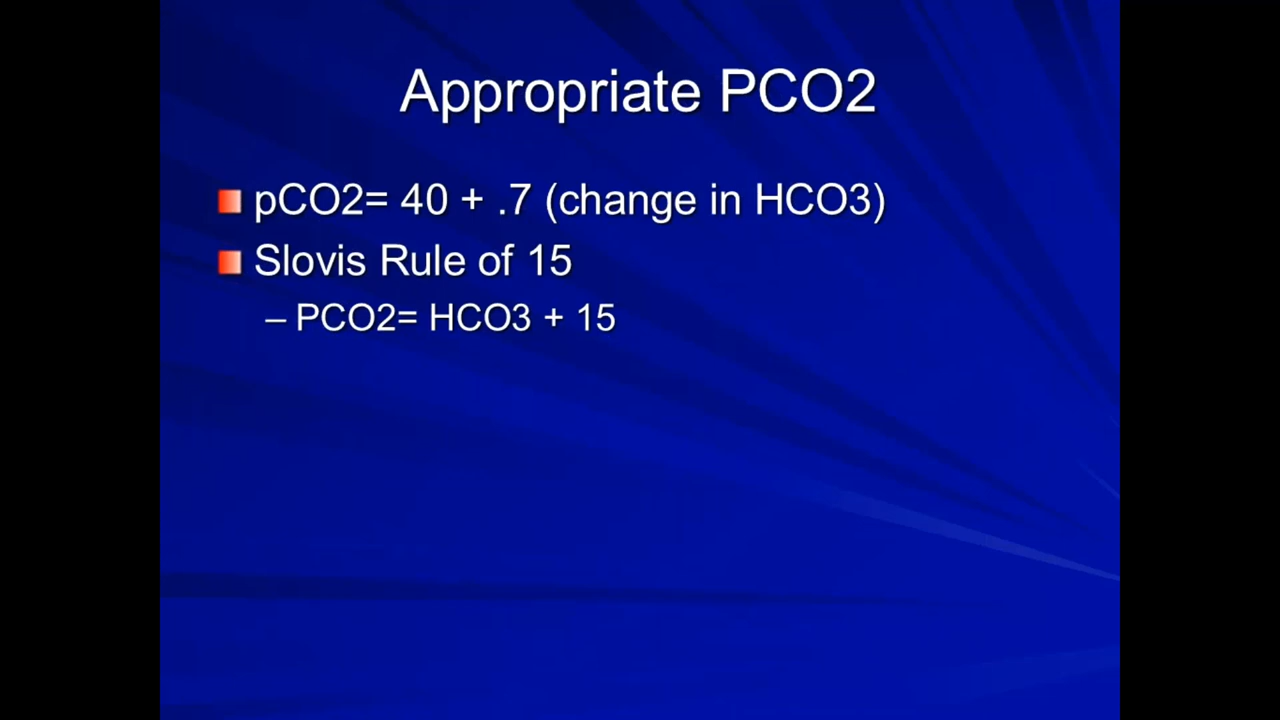 Appropriate PCO2
pCO2= 40 + .7 (change in HCO3)
Slovis Rule of 15
– PCO2= HCO3 + 15